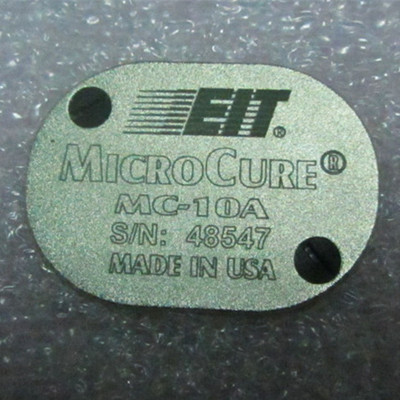 EIT®
MICROCURE®
MC-10A
S/N: 48547
MADE IN USA